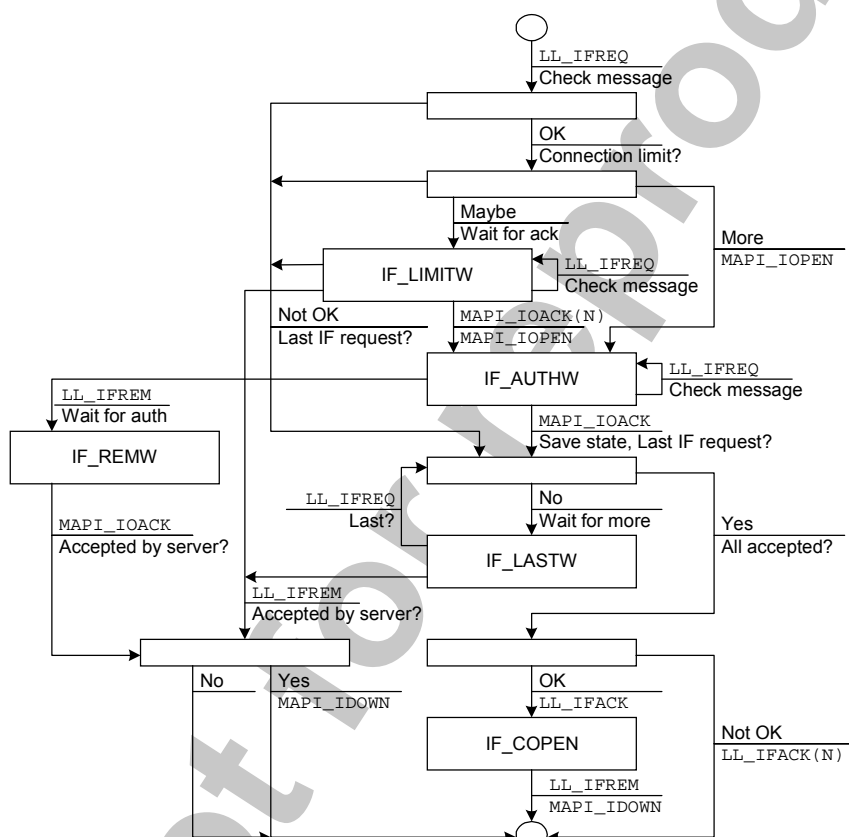 LL_IFREQ
Check message
OK
Connection limit?
Maybe
Wait for ack
More
MAPI_IOPEN
IF_LIMITW
LL_IFREQ
Check message
Not OK
Last IF request?
MAPI_IOACK(N)
MAPI_IOPEN
IF_AUTHW
LL_IFREQ
Check message
LL_IFREM
Wait for auth
MAPI_IOACK
Save state, Last IF request?
IF_REMW
LL_IFREQ
Last?
No
Wait for more
Yes
All accepted?
MAPI_IOACK
Accepted by server?
IF_LASTW
LL_IFREM
Accepted by server?
No
Yes
MAPI_IDOWN
OK
LL_IFACK
IF_COPEN
Not OK
LL_IFACK(N)
LL_IFREM
MAPI_IDOWN